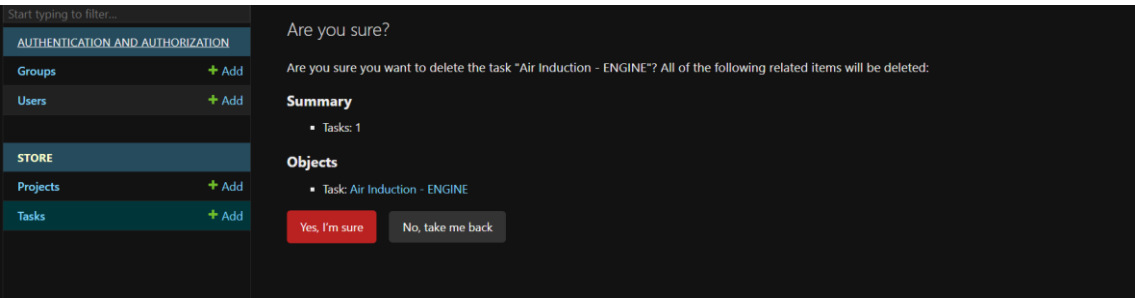 Start typing to filter...
AUTHENTICATION AND AUTHORIZATION
Groups + Add
Users + Add
STORE
Projects + Add
Tasks + Add
Are you sure?
Are you sure you want to delete the task "Air Induction - ENGINE"? All of the following related items will be deleted:
Summary
Tasks: 1
Objects
Task: Air Induction - ENGINE
Yes, I'm sure
No, take me back